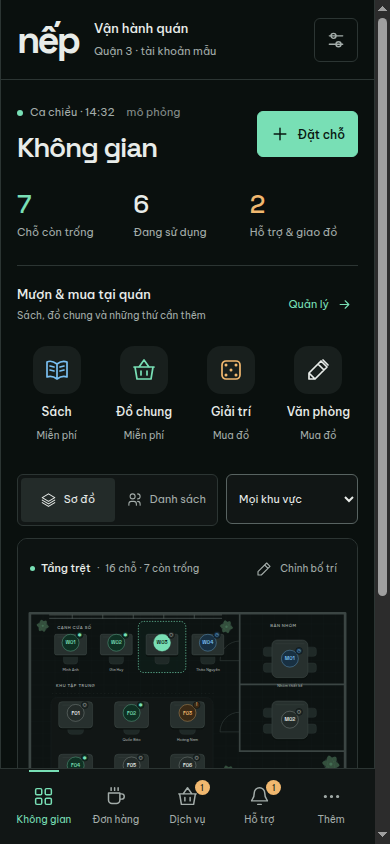 nếp
Vận hành quán
Quận 3 · tài khoản mẫu
Ca chiều · 14:32 mô phỏng
Không gian
Đặt chỗ
7
6
2
Chỗ còn trống
Đang sử dụng
Hỗ trợ & giao đồ
Mượn & mua tại quán
Sách, đồ chung và những thứ cần thêm
Quản lý
Sách
Đồ chung
Giải trí
Văn phòng
Miễn phí
Miễn phí
Mua đồ
Mua đồ
Sơ đồ
Danh sách
Mọi khu vực
Tầng trệt · 16 chỗ · 7 còn trống
Chỉnh bố trí
CẠNH CỬA SỔ
BÀN NHÓM
W01
W02
W03
W04
M01
KHU TẬP TRUNG
F01
F02
F03
M02
Quốc Bảo
F04
F05
F06
1
1
Không gian
Đơn hàng
Dịch vụ
Hỗ trợ
Thêm